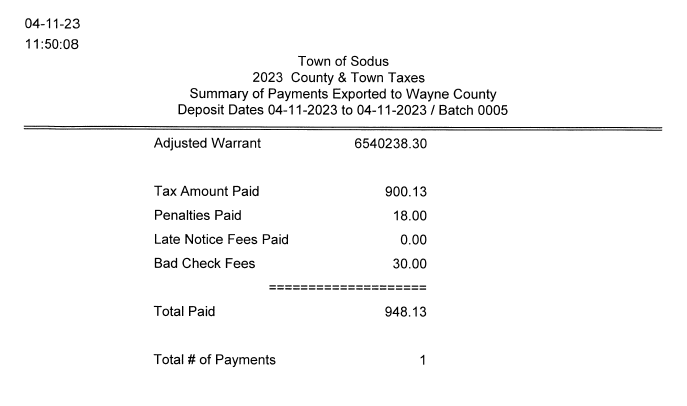 04-11-23
11:50:08
Town of Sodus
2023 County & Town Taxes
Summary of Payments Exported to Wayne County
Deposit Dates 04-11-2023 to 04-11-2023 / Batch 0005
Adjusted Warrant 6540238.30
Tax Amount Paid 900.13
Penalties Paid 18.00
Late Notice Fees Paid 0.00
Bad Check Fees 30.00
====================
Total Paid 948.13
Total # of Payments 1